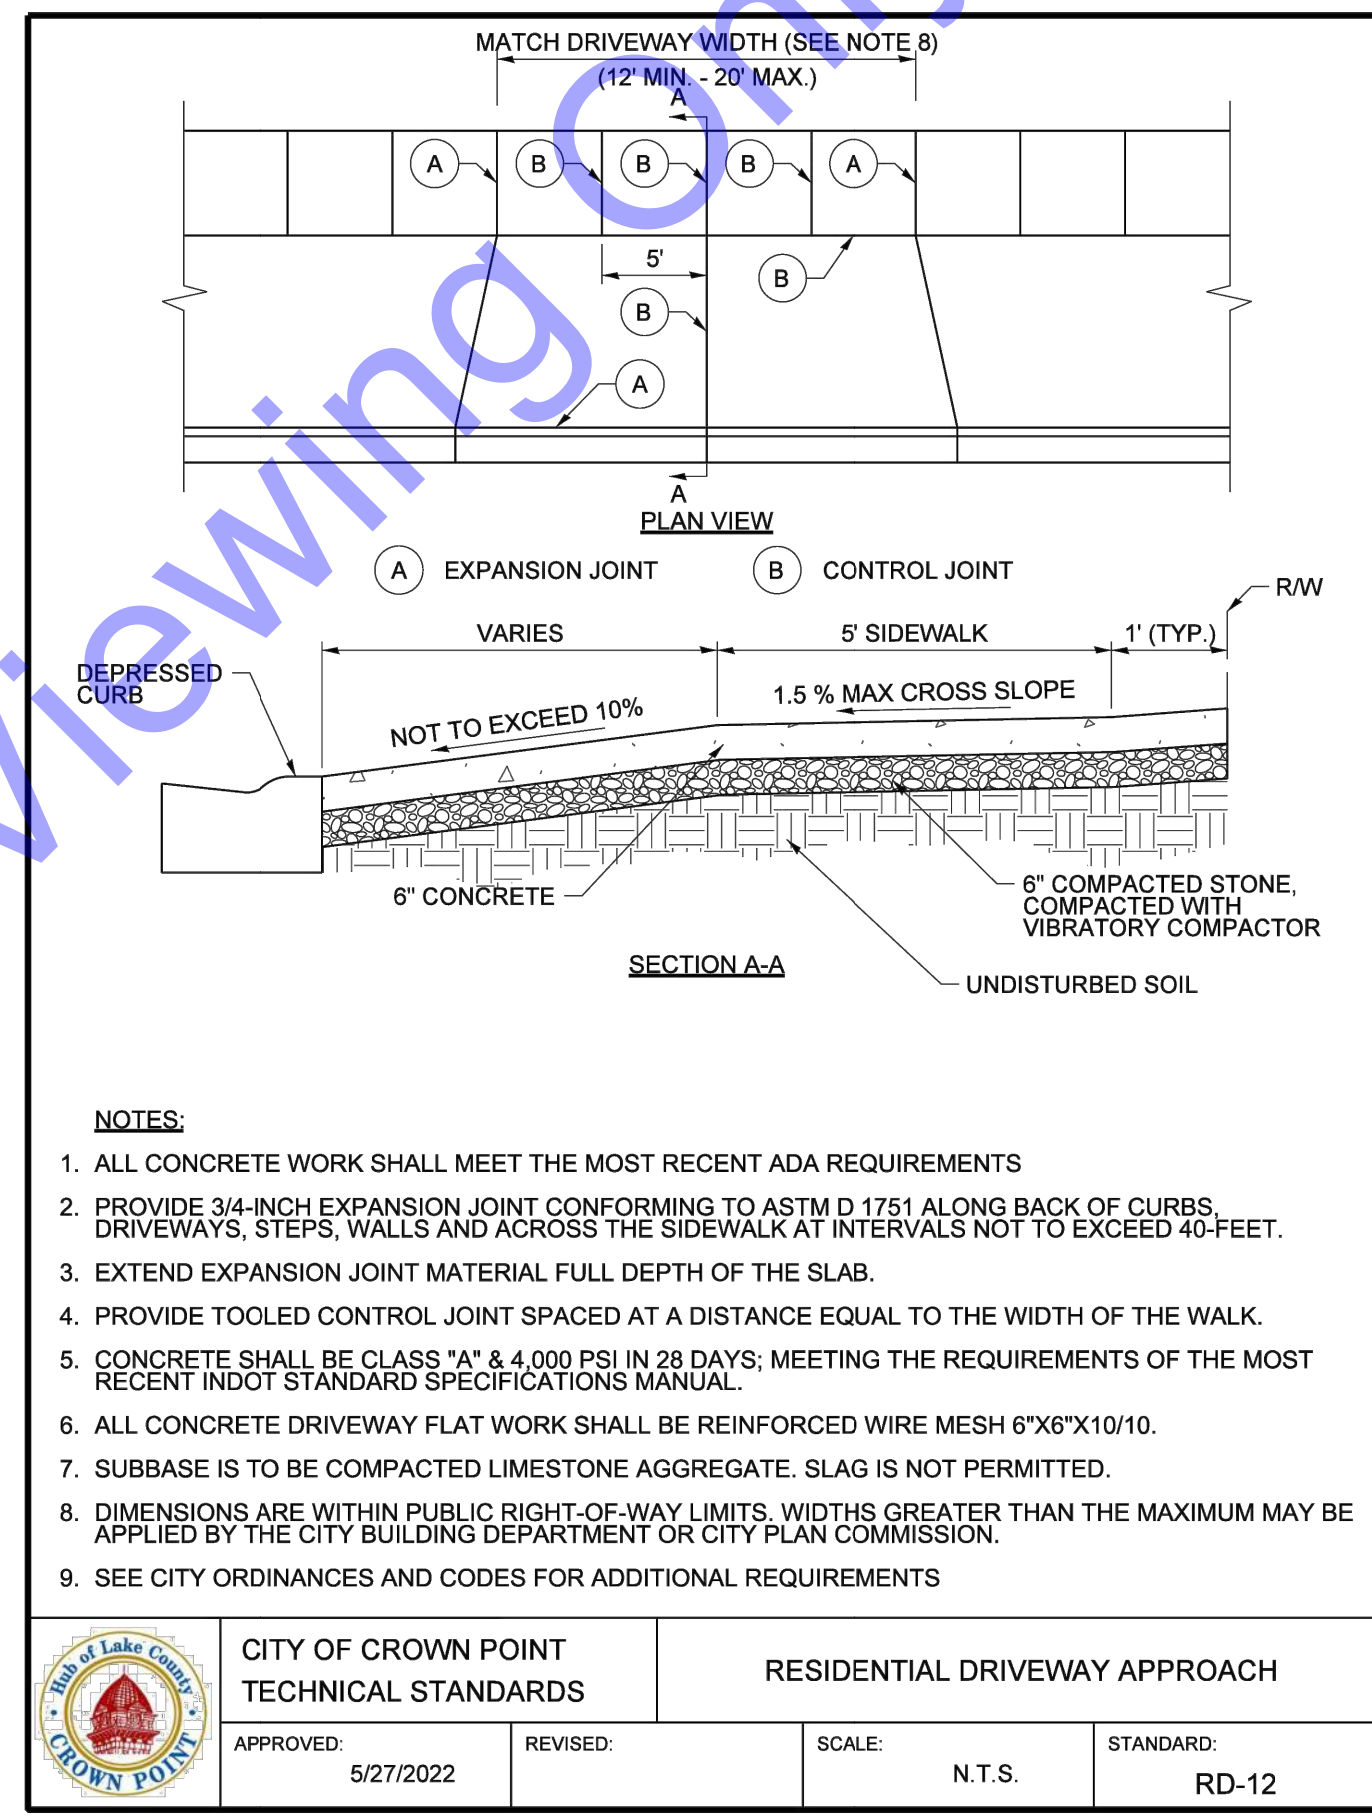 Viewing Only
MATCH DRIVEWAY WIDTH (SEE NOTE 8)
(12' MIN. - 20' MAX.)
A
A B B B A
5'
B
B
A
A
PLAN VIEW
A EXPANSION JOINT B CONTROL JOINT
R/W
VARIES 5' SIDEWALK 1' (TYP.)
DEPRESSED
CURB
NOT TO EXCEED 10%
1.5 % MAX CROSS SLOPE
6" CONCRETE
6" COMPACTED STONE,
COMPACTED WITH
VIBRATORY COMPACTOR
SECTION A-A
UNDISTURBED SOIL
NOTES:
1. ALL CONCRETE WORK SHALL MEET THE MOST RECENT ADA REQUIREMENTS
2. PROVIDE 3/4-INCH EXPANSION JOINT CONFORMING TO ASTM D 1751 ALONG BACK OF CURBS,
DRIVEWAYS, STEPS, WALLS AND ACROSS THE SIDEWALK AT INTERVALS NOT TO EXCEED 40-FEET.
3. EXTEND EXPANSION JOINT MATERIAL FULL DEPTH OF THE SLAB.
4. PROVIDE TOOLED CONTROL JOINT SPACED AT A DISTANCE EQUAL TO THE WIDTH OF THE WALK.
5. CONCRETE SHALL BE CLASS "A" & 4,000 PSI IN 28 DAYS; MEETING THE REQUIREMENTS OF THE MOST
RECENT INDOT STANDARD SPECIFICATIONS MANUAL.
6. ALL CONCRETE DRIVEWAY FLAT WORK SHALL BE REINFORCED WIRE MESH 6"X6"X10/10.
7. SUBBASE IS TO BE COMPACTED LIMESTONE AGGREGATE. SLAG IS NOT PERMITTED.
8. DIMENSIONS ARE WITHIN PUBLIC RIGHT-OF-WAY LIMITS. WIDTHS GREATER THAN THE MAXIMUM MAY BE
APPLIED BY THE CITY BUILDING DEPARTMENT OR CITY PLAN COMMISSION.
9. SEE CITY ORDINANCES AND CODES FOR ADDITIONAL REQUIREMENTS
Hub of Lake County
CROWN POINT
CITY OF CROWN POINT
TECHNICAL STANDARDS
RESIDENTIAL DRIVEWAY APPROACH
APPROVED:
5/27/2022
REVISED:
SCALE:
N.T.S.
STANDARD:
RD-12